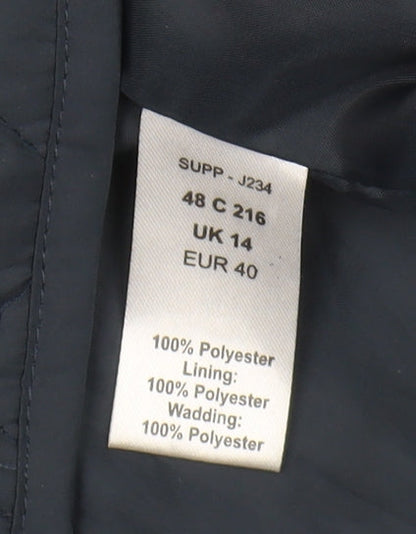 SUPP - J234
48 C 216
UK 14
EUR 40
100% Polyester
Lining:
100% Polyester
Wadding:
100% Polyester